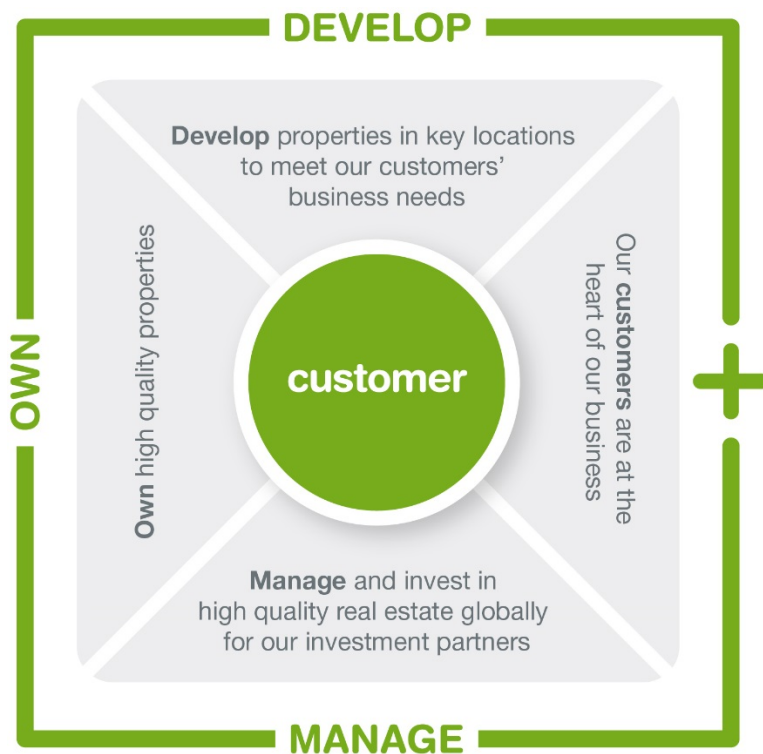 DEVELOP
Develop properties in key locations
to meet our customers’
business needs
OWN
Own high quality properties
customer
Our customers are at the
heart of our business
+
Manage and invest in
high quality real estate globally
for our investment partners
MANAGE